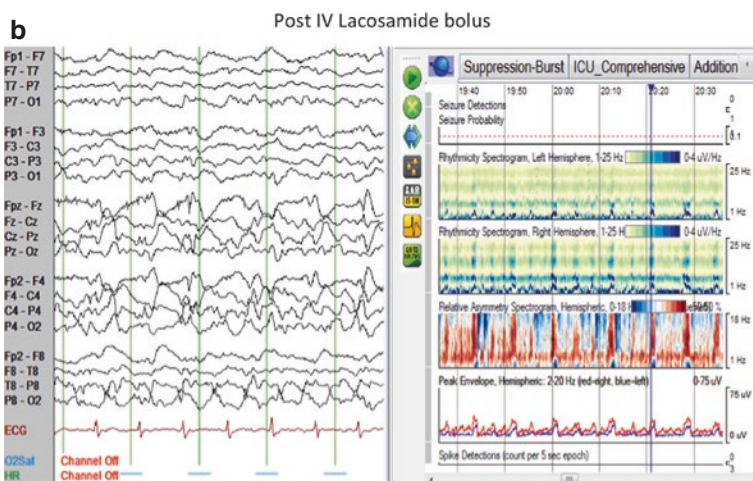 b
Post IV Lacosamide bolus
Fp1 - F7
F7 - T7
T7 - P7
P7 - O1
Fp1 - F3
F3 - C3
C3 - P3
P3 - O1
Fpz - Fz
Fz - Cz
Cz - Pz
Pz - Oz
Fp2 - F4
F4 - C4
C4 - P4
P4 - O2
Fp2 - F8
F8 - T8
T8 - P8
P8 - O2
ECG
O2Sat Channel Off
HR Channel Off
Suppression-Burst ICU_Comprehensive Addition
19:40 19:50 20:00 20:10 20:20 20:30
Seizure Detections
Seizure Probability
Rhythmicity Spectrogram, Left Hemisphere, 1-25 Hz 0-4 uV/Hz
25 Hz
1 Hz
Rhythmicity Spectrogram, Right Hemisphere, 1-25 H 0-4 uV/Hz
25 Hz
1 Hz
Relative Asymmetry Spectrogram, Hemispheric, 0-18 H %
18 Hz
1 Hz
Peak Envelope, Hemispheric: 2-20 Hz (red=right, blue=left) 0-75 uV
75 uV
0 uV
Spike Detections (count per 5 sec epoch)